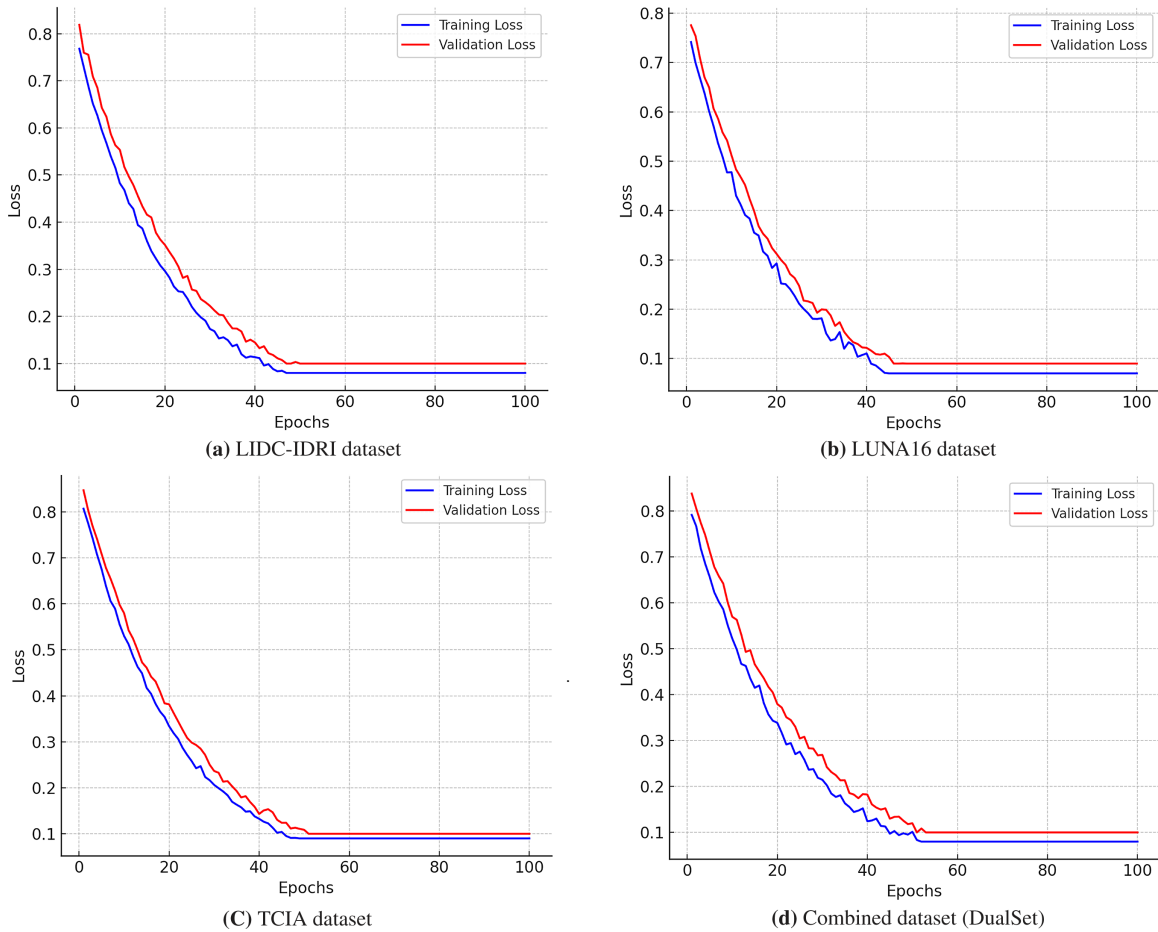 Training Loss
Validation Loss
0.8
0.7
0.6
0.5
0.4
0.3
0.2
0.1
Loss
0 20 40 60 80 100
Epochs
(a) LIDC-IDRI dataset
Training Loss
Validation Loss
0.8
0.7
0.6
0.5
0.4
0.3
0.2
0.1
Loss
0 20 40 60 80 100
Epochs
(b) LUNA16 dataset
Training Loss
Validation Loss
0.8
0.7
0.6
0.5
0.4
0.3
0.2
0.1
Loss
0 20 40 60 80 100
Epochs
(C) TCIA dataset
.
Training Loss
Validation Loss
0.8
0.7
0.6
0.5
0.4
0.3
0.2
0.1
Loss
0 20 40 60 80 100
Epochs
(d) Combined dataset (DualSet)